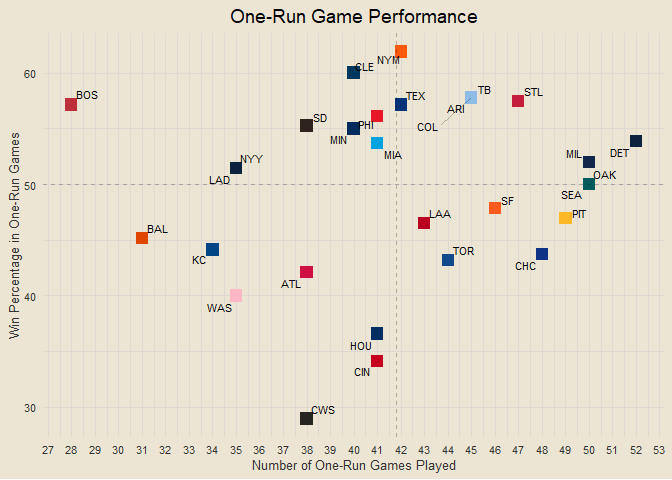 One-Run Game Performance
Win Percentage in One-Run Games
60
50
40
30
NYM
CLE
BOS
TEX
TB
STL
ARI
SD
PHI
COL
MIN
DET
MIA
MIL
NYY
OAK
LAD
SEA
SF
LAA
PIT
BAL
TOR
KC
CHC
ATL
WAS
HOU
CIN
CWS
27 28 29 30 31 32 33 34 35 36 37 38 39 40 41 42 43 44 45 46 47 48 49 50 51 52 53
Number of One-Run Games Played